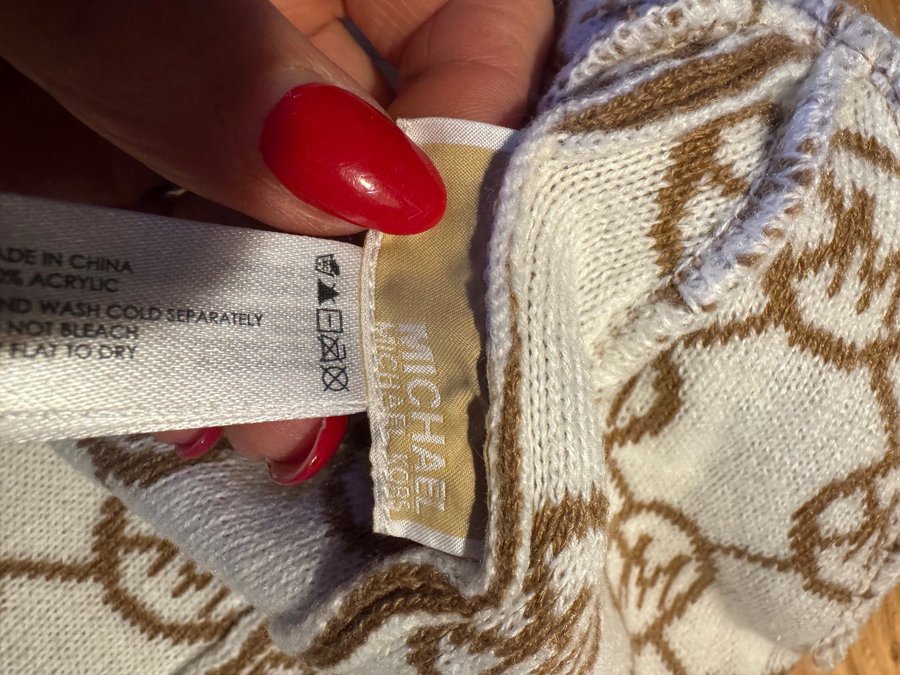 ADE IN CHINA
0% ACRYLIC
ND WASH COLD SEPARATELY
NOT BLEACH
FLAT TO DRY
MICHAEL
MICHAEL KORS